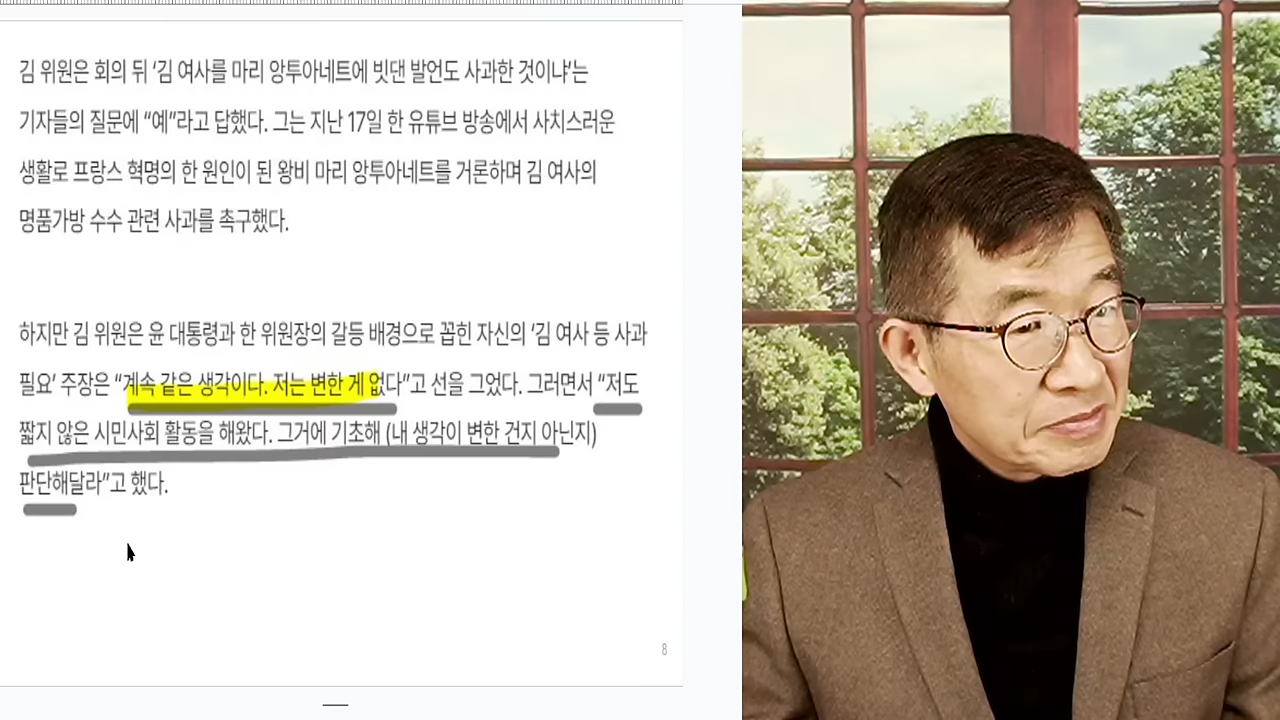 김 위원은 회의 뒤 ‘김 여사를 마리 앙투아네트에 빗댄 발언도 사과한 것이냐’는
기자들의 질문에 “예”라고 답했다. 그는 지난 17일 한 유튜브 방송에서 사치스러운
생활로 프랑스 혁명의 한 원인이 된 왕비 마리 앙투아네트를 거론하며 김 여사의
명품가방 수수 관련 사과를 촉구했다.
하지만 김 위원은 윤 대통령과 한 위원장의 갈등 배경으로 꼽힌 자신의 ‘김 여사 등 사과
필요’ 주장은 “계속 같은 생각이다. 저는 변한 게 없다”고 선을 그었다. 그러면서 “저도
짧지 않은 시민사회 활동을 해왔다. 그거에 기초해 (내 생각이 변한 건지 아닌지)
판단해달라”고 했다.
8